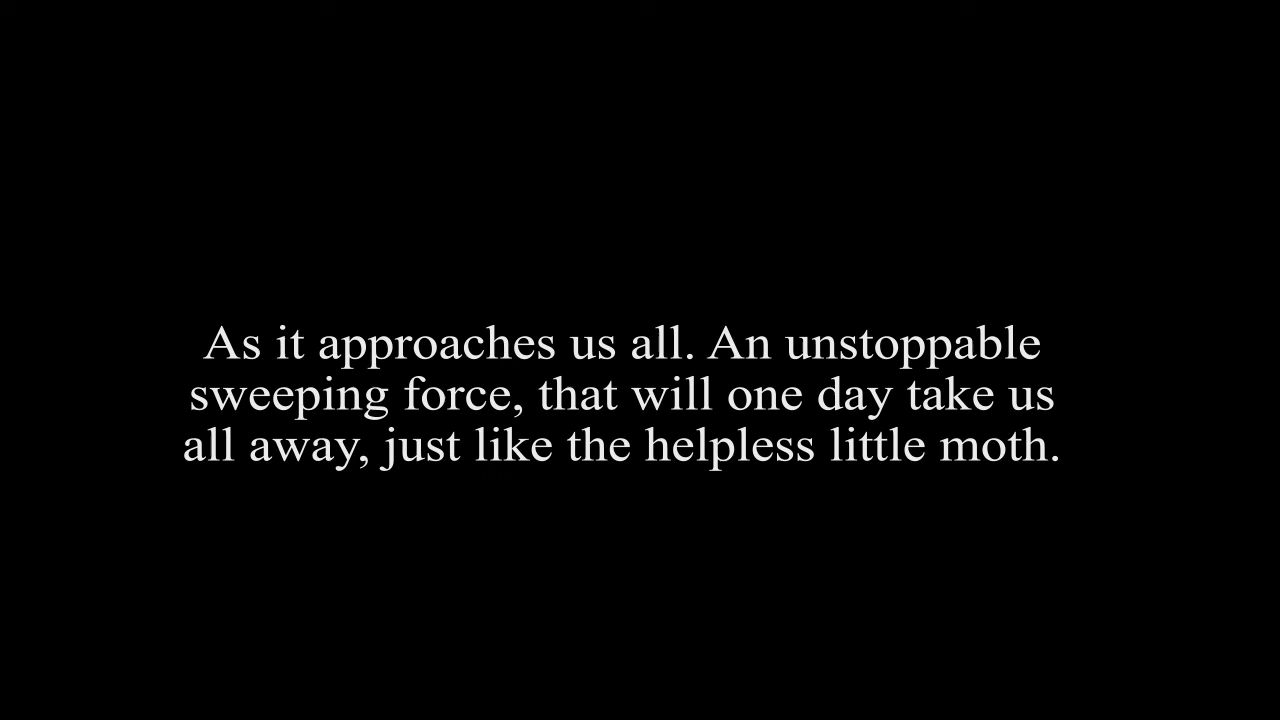 As it approaches us all. An unstoppable
sweeping force, that will one day take us
all away, just like the helpless little moth.